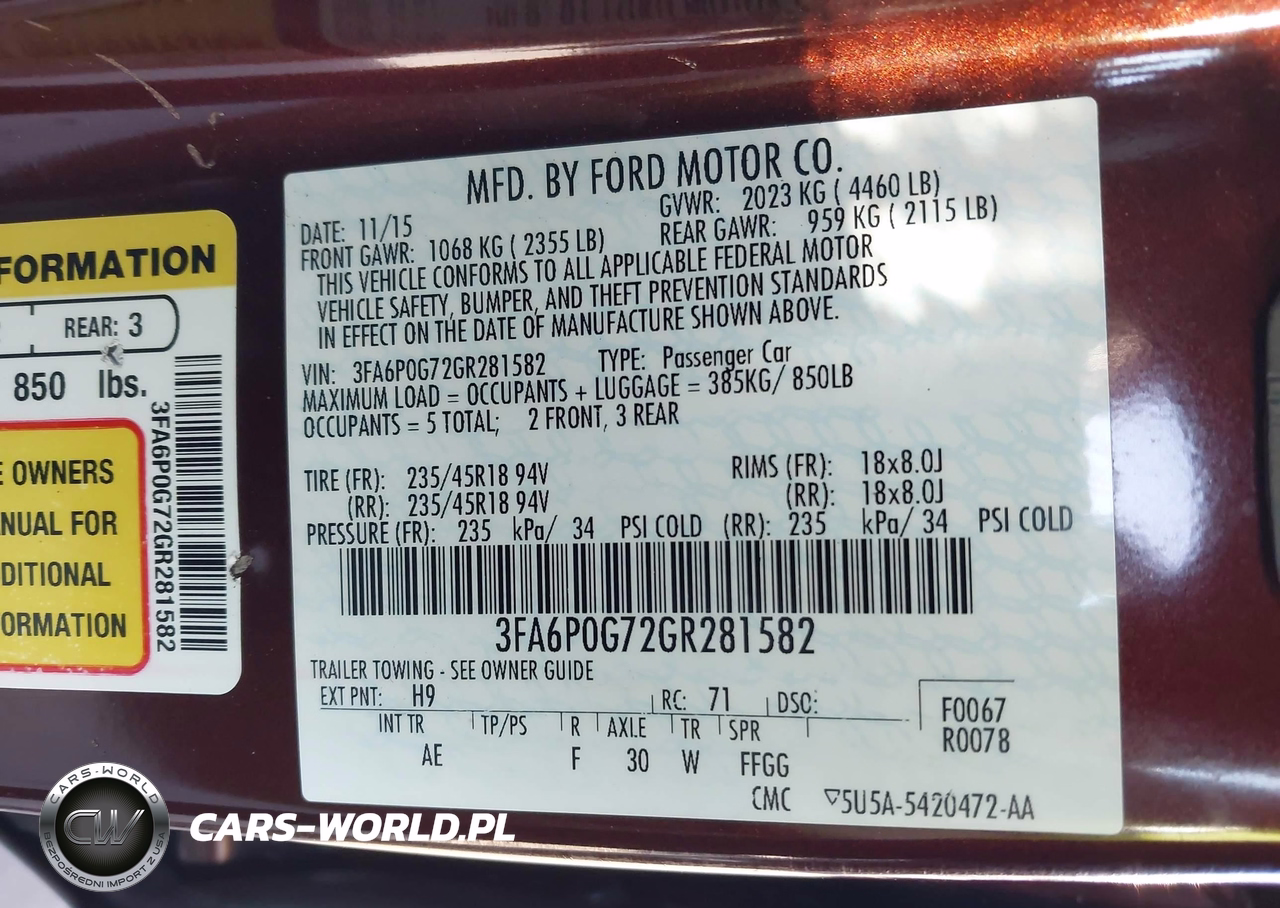 FORMATION
REAR: 3
850 lbs.
E OWNERS
NUAL FOR
DITIONAL
ORMATION
3FA6P0G72GR281582
MFD. BY FORD MOTOR CO.
DATE: 11/15 GVWR: 2023 KG ( 4460 LB)
FRONT GAWR: 1068 KG ( 2355 LB) REAR GAWR: 959 KG ( 2115 LB)
THIS VEHICLE CONFORMS TO ALL APPLICABLE FEDERAL MOTOR
VEHICLE SAFETY, BUMPER, AND THEFT PREVENTION STANDARDS
IN EFFECT ON THE DATE OF MANUFACTURE SHOWN ABOVE.
VIN: 3FA6P0G72GR281582 TYPE: Passenger Car
MAXIMUM LOAD = OCCUPANTS + LUGGAGE = 385KG/ 850LB
OCCUPANTS = 5 TOTAL; 2 FRONT, 3 REAR
TIRE (FR): 235/45R18 94V RIMS (FR): 18x8.0J
(RR): 235/45R18 94V (RR): 18x8.0J
PRESSURE (FR): 235 kPa/ 34 PSI COLD (RR): 235 kPa/ 34 PSI COLD
3FA6P0G72GR281582
TRAILER TOWING - SEE OWNER GUIDE
EXT PNT: H9 RC: 71 DSO: F0067
INT TR TP/PS R AXLE TR SPR R0078
AE F 30 W FFGG
CMC ▽5U5A-5420472-AA
CARS-WORLD
CW
BEZPOŚREDNI IMPORT Z USA
CARS-WORLD.PL